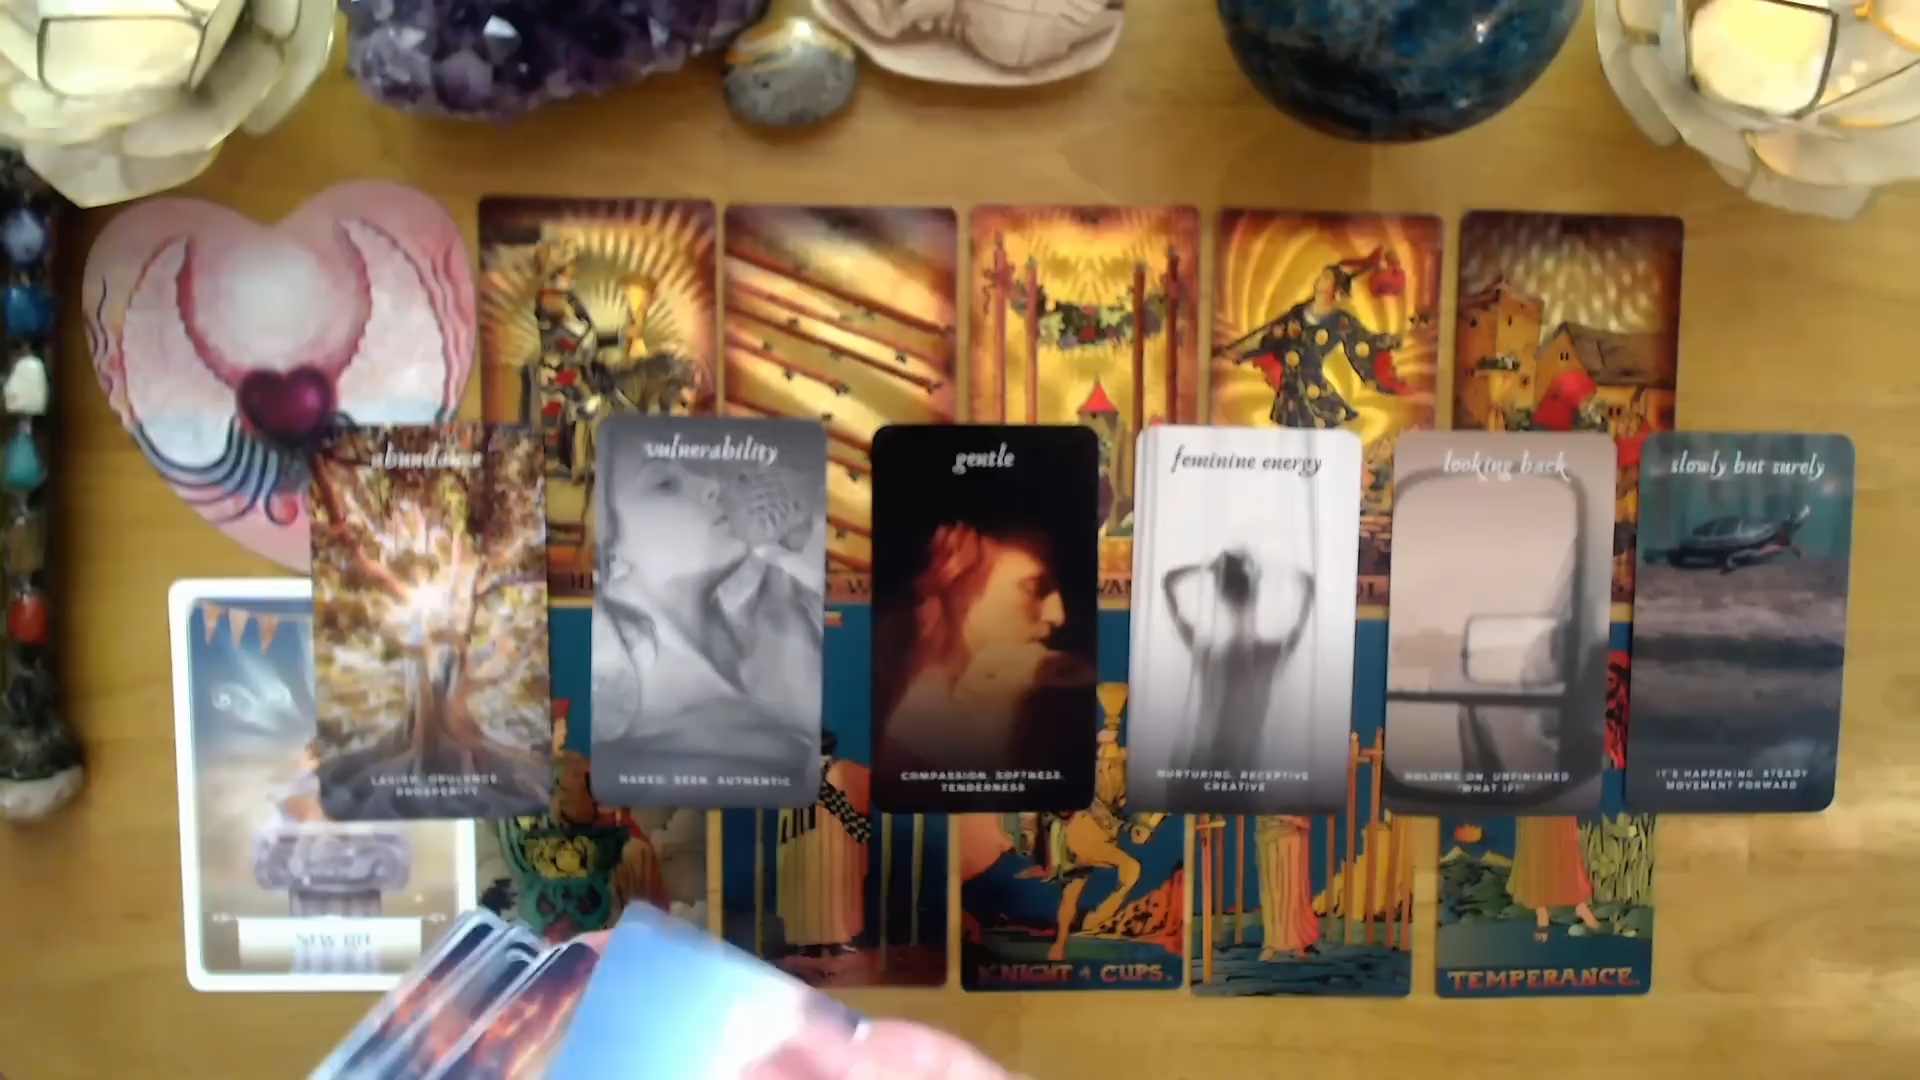 abundance
LAVISH. OPULENCE
PROSPERITY
vulnerability
NAKED. SEEN. AUTHENTIC
gentle
COMPASSION. SOFTNESS.
TENDERNESS
feminine energy
NURTURING. RECEPTIVE
CREATIVE
looking back
HOLDING ON. UNFINISHED
"WHAT IF?"
slowly but surely
IT'S HAPPENING. STEADY
MOVEMENT FORWARD
KNIGHT of CUPS.
TEMPERANCE.